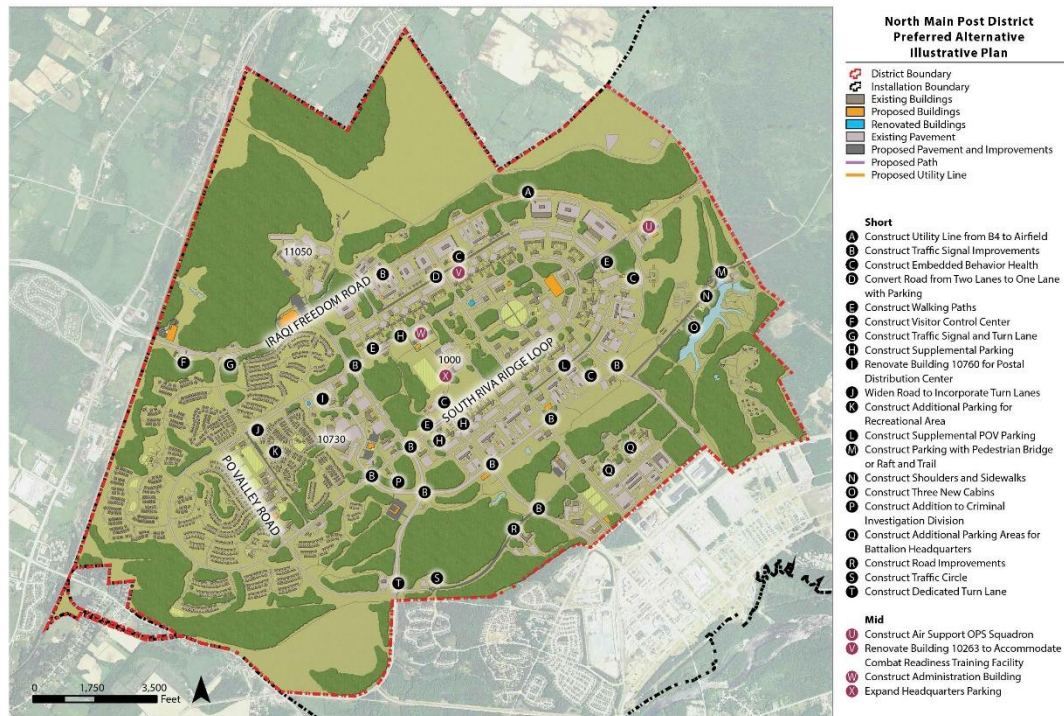 North Main Post District
Preferred Alternative
Illustrative Plan
District Boundary
Installation Boundary
Existing Buildings
Proposed Buildings
Renovated Buildings
Existing Pavement
Proposed Pavement and Improvements
Proposed Path
Proposed Utility Line
Short
A Construct Utility Line from B4 to Airfield
B Construct Traffic Signal Improvements
C Construct Embedded Behavior Health
D Convert Road from Two Lanes to One Lane
with Parking
E Construct Walking Paths
F Construct Visitor Control Center
G Construct Traffic Signal and Turn Lane
H Construct Supplemental Parking
I Renovate Building 10760 for Postal
Distribution Center
J Widen Road to Incorporate Turn Lanes
K Construct Additional Parking for
Recreational Area
L Construct Supplemental POV Parking
M Construct Parking with Pedestrian Bridge
or Raft and Trail
N Construct Shoulders and Sidewalks
O Construct Three New Cabins
P Construct Addition to Criminal
Investigation Division
Q Construct Additional Parking Areas for
Battalion Headquarters
R Construct Road Improvements
S Construct Traffic Circle
T Construct Dedicated Turn Lane
Mid
U Construct Air Support OPS Squadron
V Renovate Building 10263 to Accommodate
Combat Readiness Training Facility
W Construct Administration Building
X Expand Headquarters Parking
A
U
11050
C
B
D
V
E
C
M
N
IRAQI FREEDOM ROAD
O
W
H
E
1000
F
G
B
X
L
C
B
SOUTH RIVA RIDGE LOOP
I
C
J
10730
E
H
B
K
B
H
Q
PO VALLEY ROAD
B
Q
B
P
B
B
R
T
S
0 1,750 3,500
Feet